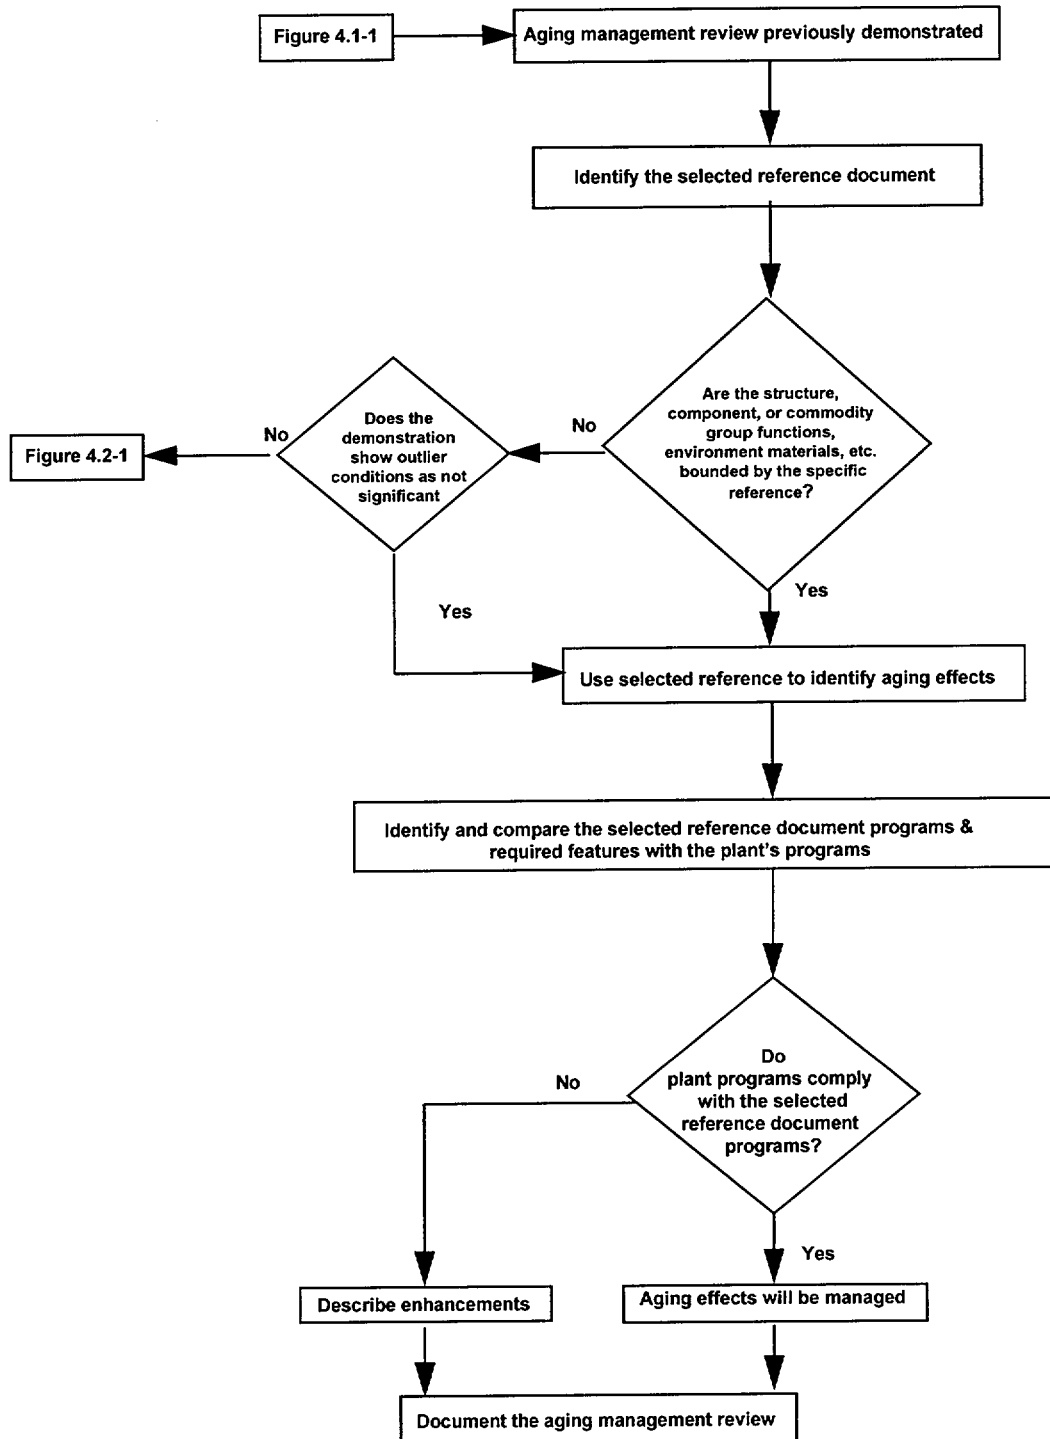 Figure 4.1-1
Aging management review previously demonstrated
Identify the selected reference document
Are the structure,
component, or commodity
group functions,
environment materials, etc.
bounded by the specific
reference?
No
Does the
demonstration
show outlier
conditions as not
significant
No
Figure 4.2-1
Yes
Yes
Use selected reference to identify aging effects
Identify and compare the selected reference document programs &
required features with the plant's programs
Do
plant programs comply
with the selected
reference document
programs?
No
Yes
Describe enhancements
Aging effects will be managed
Document the aging management review